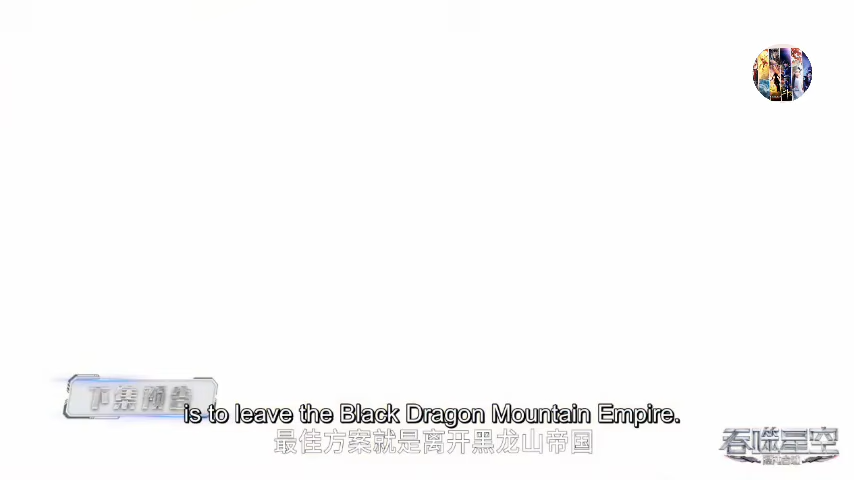 下集预告
is to leave the Black Dragon Mountain Empire.
最佳方案就是离开黑龙山帝国
吞噬星空